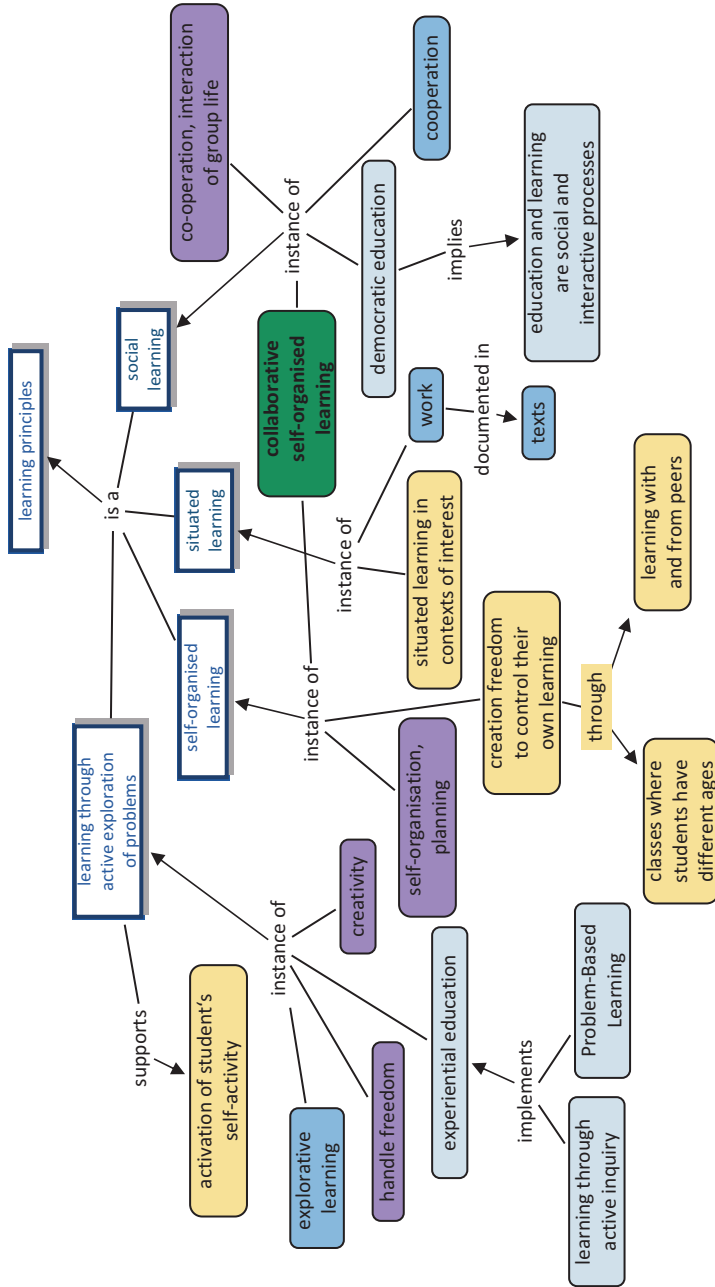 learning principles
is a
learning through
active exploration
of problems
self-organised
learning
situated
learning
social
learning
supports
activation of student's
self-activity
instance of
explorative
learning
handle freedom
creativity
experiential education
implements
learning through
active inquiry
Problem-Based
Learning
instance of
self-organisation,
planning
creation freedom
to control their
own learning
through
classes where
students have
different ages
learning with
and from peers
instance of
situated learning in
contexts of interest
work
documented in
texts
collaborative
self-organised
learning
instance of
co-operation, interaction
of group life
cooperation
democratic education
implies
education and learning
are social and
interactive processes